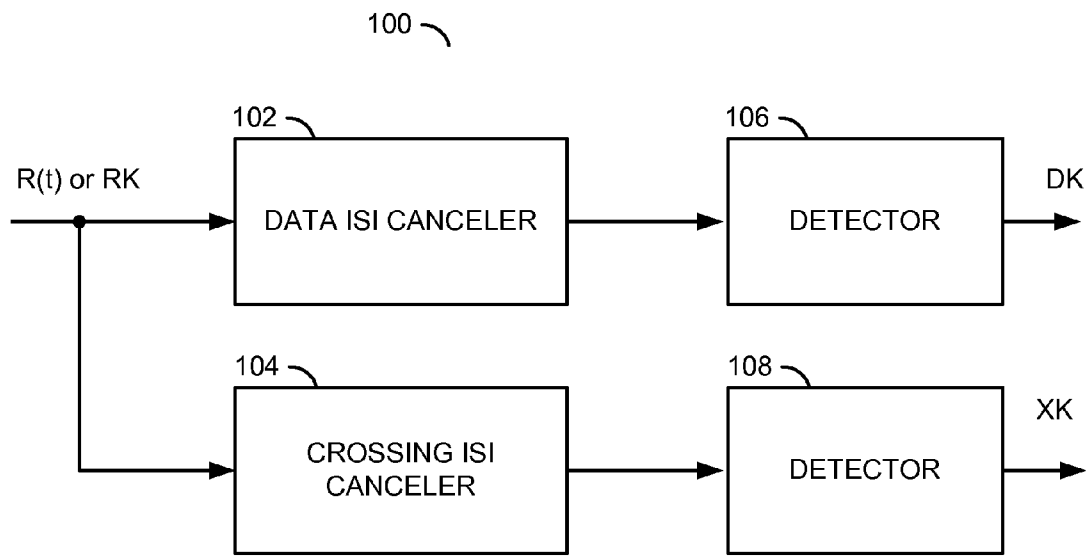 100
102
106
R(t) or RK
DK
DATA ISI CANCELER
DETECTOR
104
108
XK
CROSSING ISI
CANCELER
DETECTOR